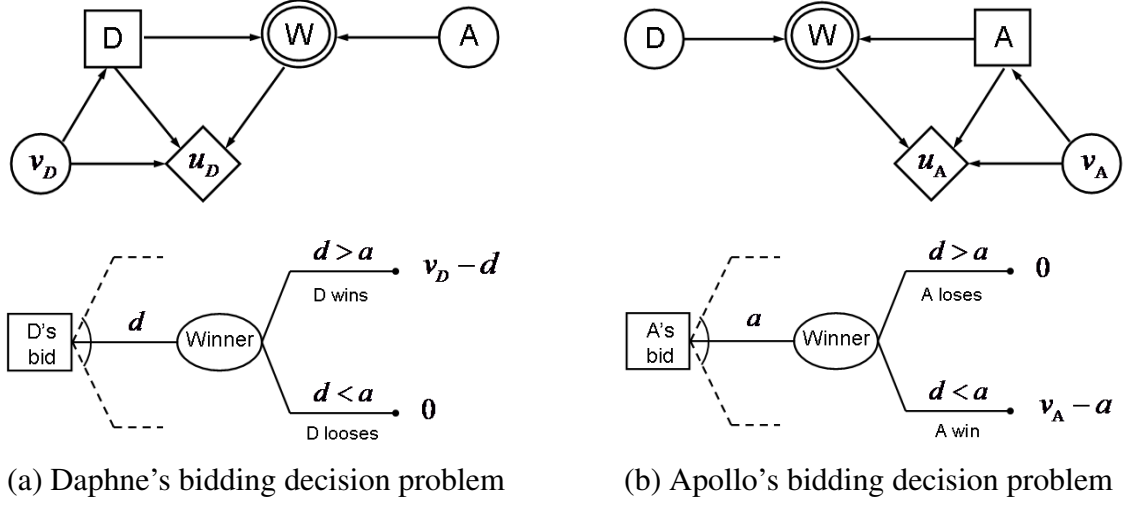 D W A
v_D u_D
D W A
u_A v_A
D's bid
d
Winner
d > a
D wins
v_D − d
d < a
D looses
0
A's bid
a
Winner
d > a
A loses
0
d < a
A win
v_A − a
(a) Daphne’s bidding decision problem
(b) Apollo’s bidding decision problem